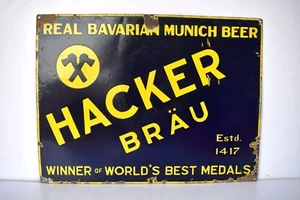 REAL BAVARIAN MUNICH BEER
HACKER
BRÄU
Estd.
1417
WINNER OF WORLD'S BEST MEDALS